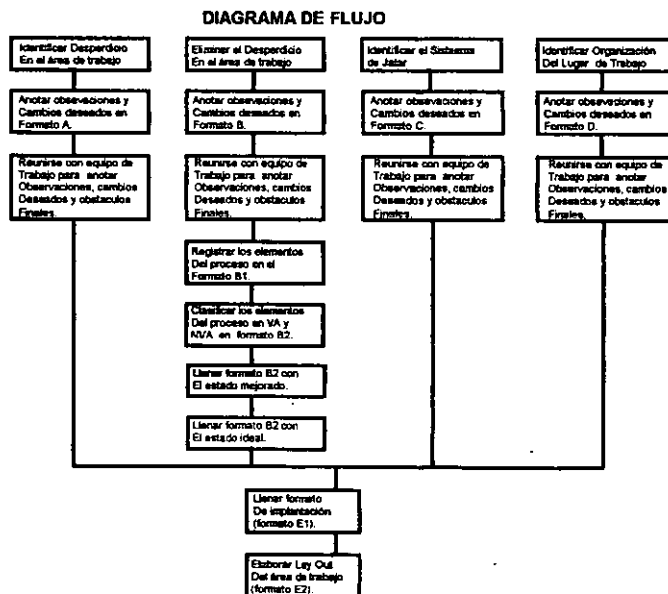 DIAGRAMA DE FLUJO
Identificar Desperdicio
En el área de trabajo
Anotar observaciones y
Cambios deseados en
Formato A.
Reunirse con equipo de
Trabajo para anotar
Observaciones, cambios
Deseados y obstaculos
Finales.
Eliminar el Desperdicio
En el área de trabajo
Anotar observaciones y
Cambios deseados en
Formato B.
Reunirse con equipo de
Trabajo para anotar
Observaciones, cambios
Deseados y obstaculos
Finales.
Registrar los elementos
Del proceso en el
Formato B1.
Clasificar los elementos
Del proceso en VA y
NVA en formato B2.
Llenar formato B2 con
El estado mejorado.
Llenar formato B2 con
El estado ideal.
Identificar el Sistema
de Jalar
Anotar observaciones y
Cambios deseados en
Formato C.
Reunirse con equipo de
Trabajo para anotar
Observaciones, cambios
Deseados y obstaculos
Finales.
Identificar Organización
Del Lugar de Trabajo
Anotar observaciones y
Cambios deseados en
Formato D.
Reunirse con equipo de
Trabajo para anotar
Observaciones, cambios
Deseados y obstaculos
Finales.
Llenar formato
De implantación
(formato E1).
Elaborar Lay Out
Del área de trabajo
(formato E2).